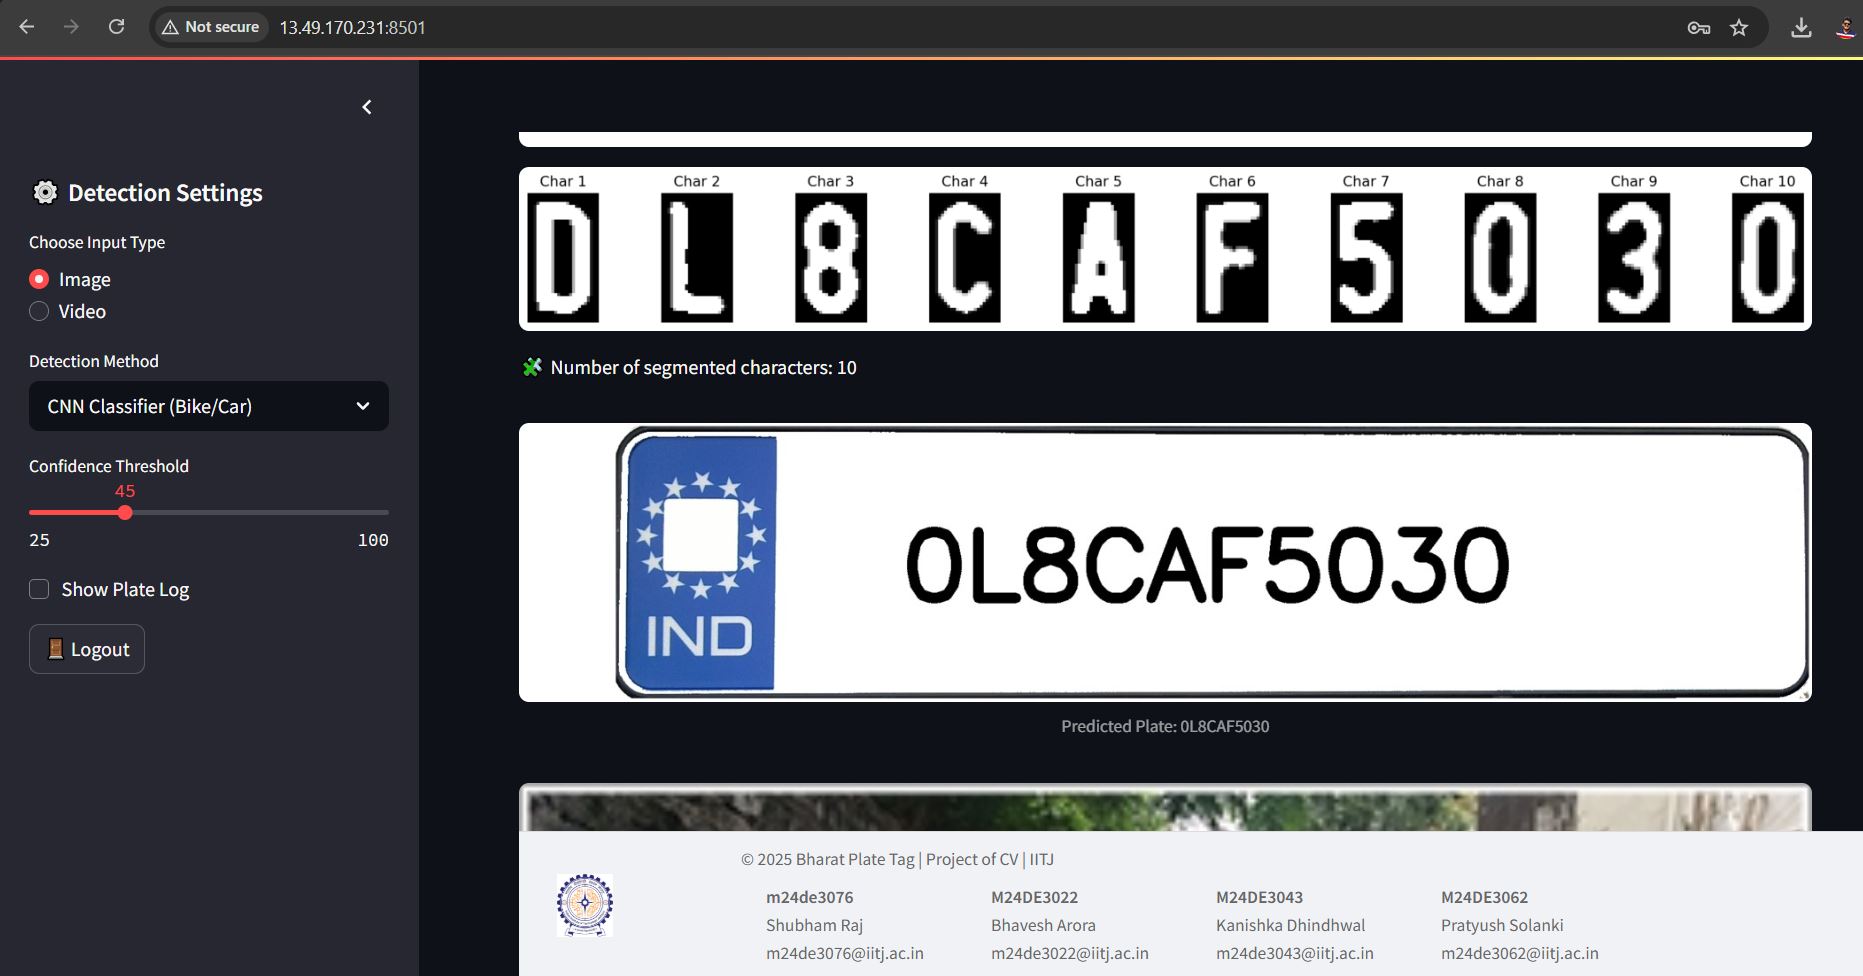 Not secure 13.49.170.231:8501
Detection Settings
Choose Input Type
Image
Video
Detection Method
CNN Classifier (Bike/Car)
Confidence Threshold
45
25 100
Show Plate Log
Logout
Char 1 Char 2 Char 3 Char 4 Char 5 Char 6 Char 7 Char 8 Char 9 Char 10
D L 8 C A F 5 0 3 0
Number of segmented characters: 10
0L8CAF5030
IND
Predicted Plate: 0L8CAF5030
© 2025 Bharat Plate Tag | Project of CV | IITJ
m24de3076 M24DE3022 M24DE3043 M24DE3062
Shubham Raj Bhavesh Arora Kanishka Dhindhwal Pratyush Solanki
m24de3076@iitj.ac.in m24de3022@iitj.ac.in m24de3043@iitj.ac.in m24de3062@iitj.ac.in